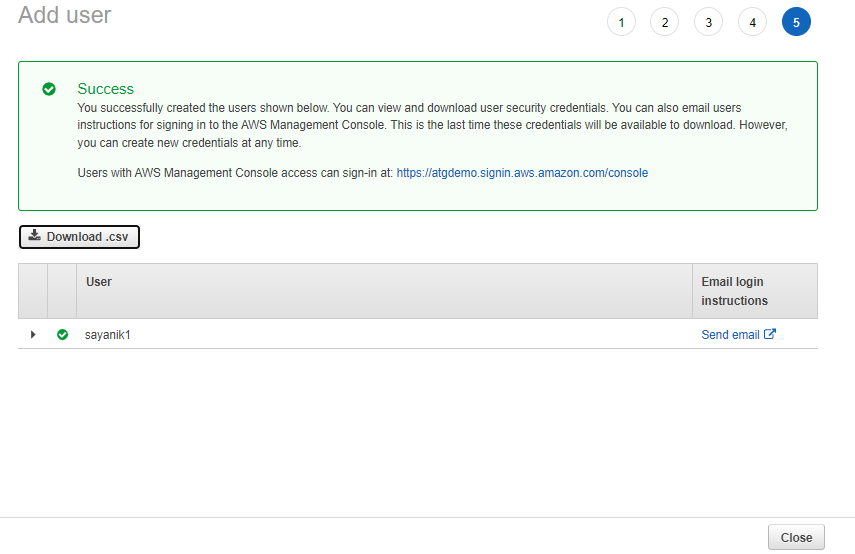 Add user
1 2 3 4 5
Success
You successfully created the users shown below. You can view and download user security credentials. You can also email users
instructions for signing in to the AWS Management Console. This is the last time these credentials will be available to download. However,
you can create new credentials at any time.
Users with AWS Management Console access can sign-in at: https://atgdemo.signin.aws.amazon.com/console
Download .csv
User
Email login
instructions
sayanik1
Send email
Close